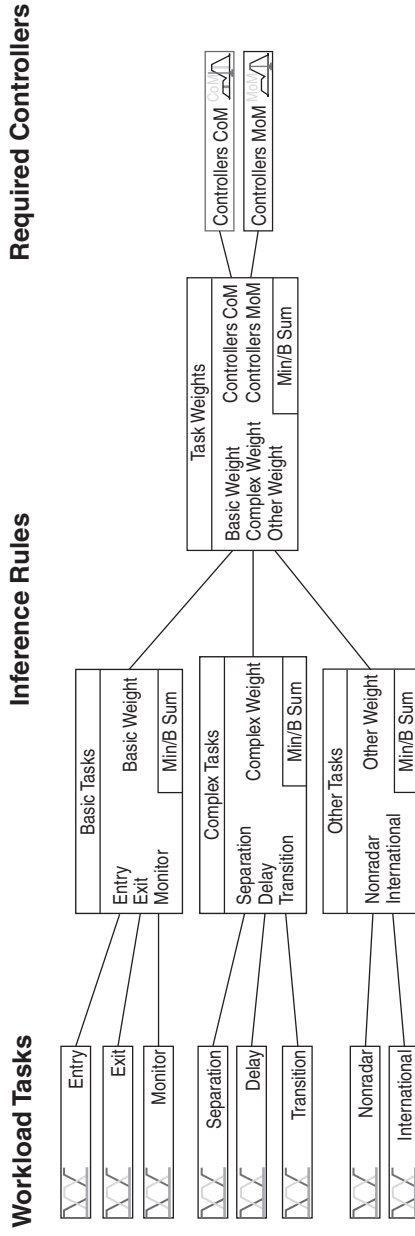 Workload Tasks
Inference Rules
Required Controllers
Entry
Exit
Monitor
Separation
Delay
Transition
Nonradar
International
Basic Tasks
Entry
Exit
Monitor
Basic Weight
Min/B Sum
Complex Tasks
Separation
Delay
Transition
Complex Weight
Min/B Sum
Other Tasks
Nonradar
International
Other Weight
Min/B Sum
Task Weights
Basic Weight
Complex Weight
Other Weight
Controllers CoM
Controllers MoM
Min/B Sum
Controllers CoM
CoM
Controllers MoM
MoM